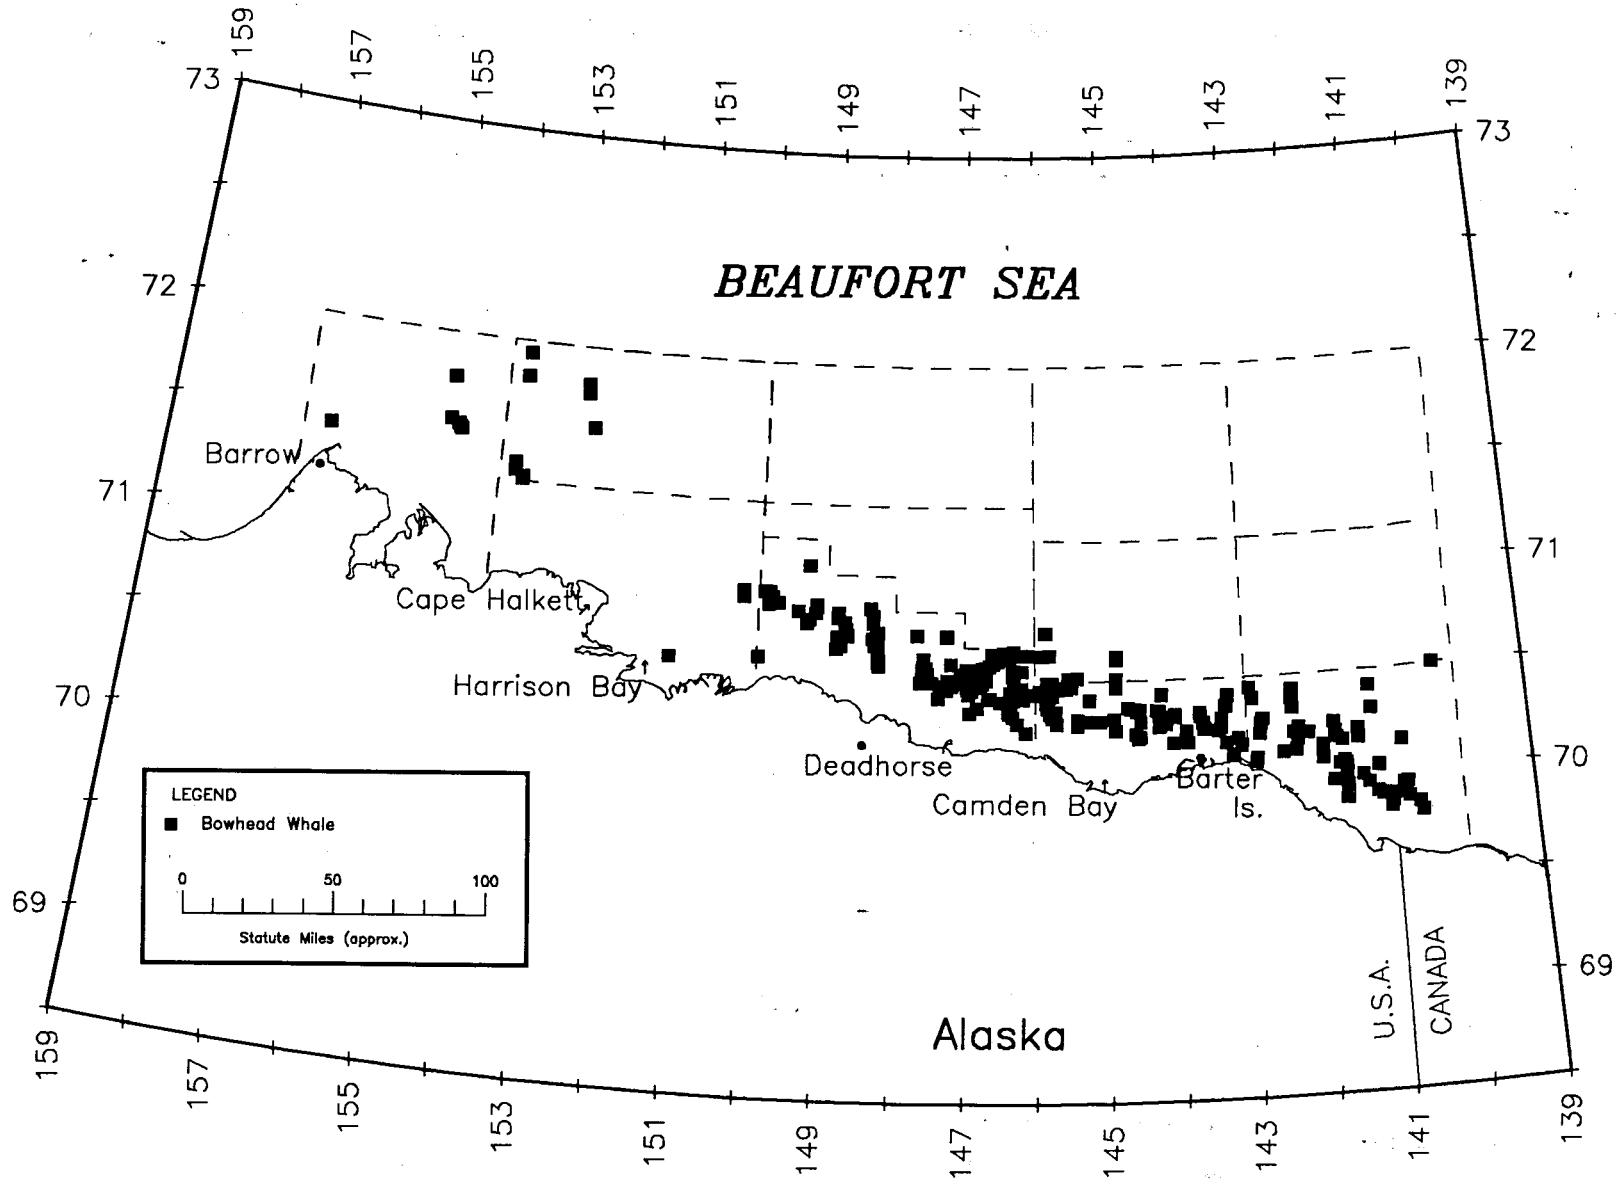 159
157
155
153
151
149
147
145
143
141
139
73
73
BEAUFORT SEA
72
72
Barrow
71
71
Cape Halkett
Harrison Bay
70
70
Deadhorse
Barter
Is.
Camden Bay
LEGEND
Bowhead Whale
0 50 100
Statute Miles (approx.)
69
69
U.S.A.
CANADA
Alaska
159
157
155
153
151
149
147
145
143
141
139